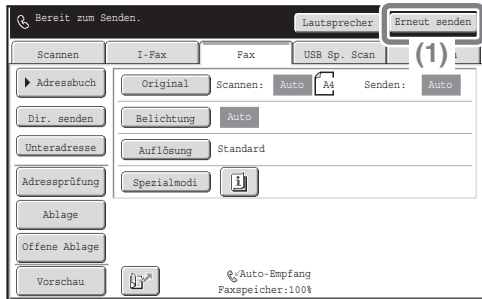 Bereit zum Senden.
Lautsprecher
Erneut senden
Scannen
I-Fax
Fax
USB Sp. Scan
(1)
Adressbuch
Original
Scannen:
Auto
A4
Senden:
Auto
Dir. senden
Belichtung
Auto
Unteradresse
Auflösung
Standard
Adressprüfung
Spezialmodi
Ablage
Offene Ablage
Vorschau
Auto-Empfang
Faxspeicher:100%